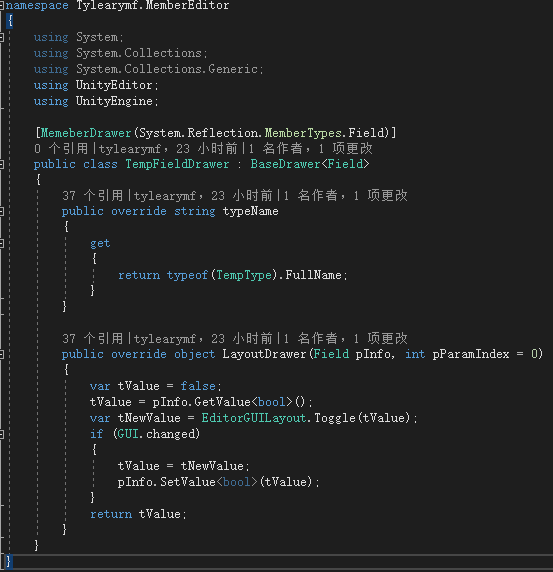 namespace Tylearymf.MemberEditor
{
using System;
using System.Collections;
using System.Collections.Generic;
using UnityEditor;
using UnityEngine;
[MemeberDrawer(System.Reflection.MemberTypes.Field)]
0 个引用|tylearymf，23 小时前|1 名作者，1 项更改
public class TempFieldDrawer : BaseDrawer<Field>
{
37 个引用|tylearymf，23 小时前|1 名作者，1 项更改
public override string typeName
{
get
{
return typeof(TempType).FullName;
}
}
37 个引用|tylearymf，23 小时前|1 名作者，1 项更改
public override object LayoutDrawer(Field pInfo, int pParamIndex = 0)
{
var tValue = false;
tValue = pInfo.GetValue<bool>();
var tNewValue = EditorGUILayout.Toggle(tValue);
if (GUI.changed)
{
tValue = tNewValue;
pInfo.SetValue<bool>(tValue);
}
return tValue;
}
}
}